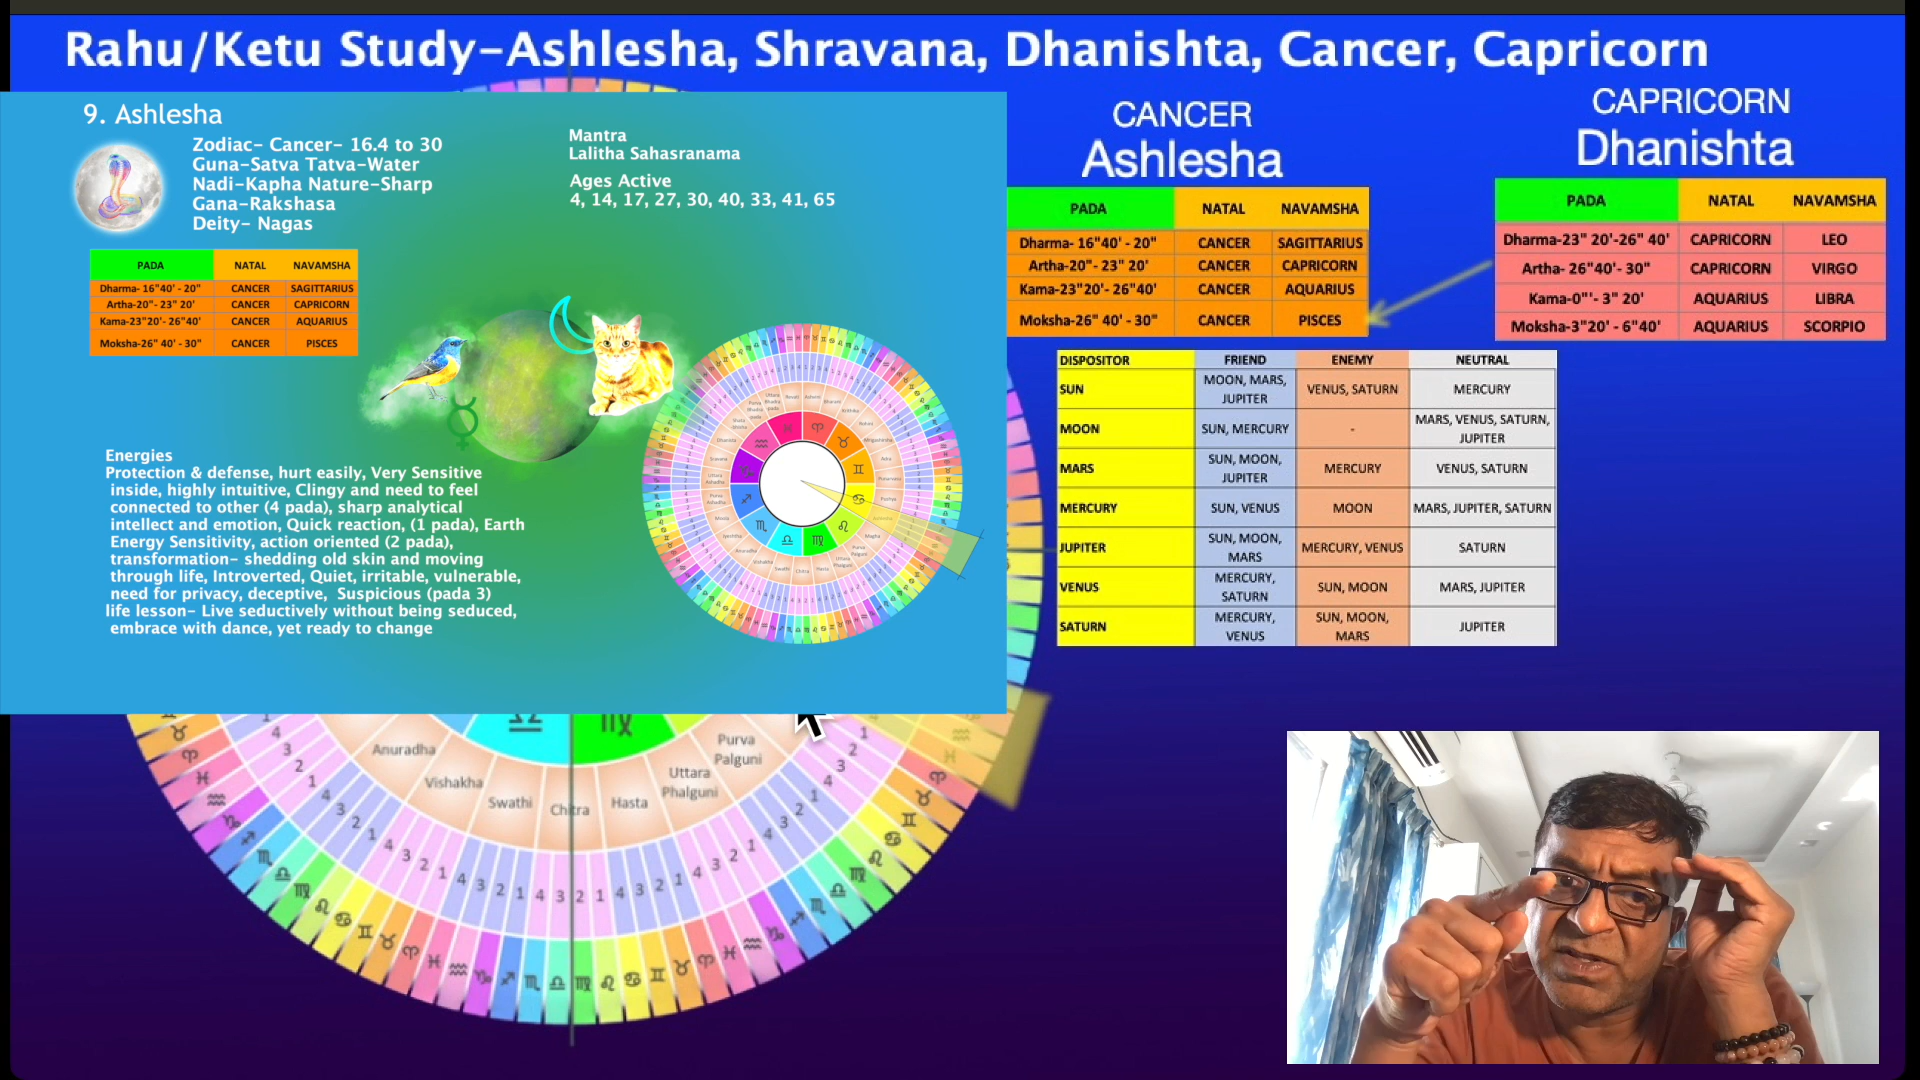 Rahu/Ketu Study-Ashlesha, Shravana, Dhanishta, Cancer, Capricorn
9. Ashlesha
Zodiac- Cancer- 16.4 to 30
Guna-Satva Tatva-Water
Nadi-Kapha Nature-Sharp
Gana-Rakshasa
Deity- Nagas
Mantra
Lalitha Sahasranama
Ages Active
4, 14, 17, 27, 30, 40, 33, 41, 65
PADA NATAL NAVAMSHA
Dharma- 16"40' - 20" CANCER SAGITTARIUS
Artha-20"- 23" 20' CANCER CAPRICORN
Kama-23"20'- 26"40' CANCER AQUARIUS
Moksha-26" 40' - 30" CANCER PISCES
Energies
Protection & defense, hurt easily, Very Sensitive
inside, highly intuitive, Clingy and need to feel
connected to other (4 pada), sharp analytical
intellect and emotion, Quick reaction, (1 pada), Earth
Energy Sensitivity, action oriented (2 pada),
transformation- shedding old skin and moving
through life, Introverted, Quiet, irritable, vulnerable,
need for privacy, deceptive,  Suspicious (pada 3)
life lesson- Live seductively without being seduced,
embrace with dance, yet ready to change
CANCER
Ashlesha
PADA NATAL NAVAMSHA
Dharma- 16"40' - 20" CANCER SAGITTARIUS
Artha-20"- 23" 20' CANCER CAPRICORN
Kama-23"20'- 26"40' CANCER AQUARIUS
Moksha-26" 40' - 30" CANCER PISCES
CAPRICORN
Dhanishta
PADA NATAL NAVAMSHA
Dharma-23" 20'-26" 40' CAPRICORN LEO
Artha- 26"40'- 30" CAPRICORN VIRGO
Kama-0"'- 3" 20' AQUARIUS LIBRA
Moksha-3"20' - 6"40' AQUARIUS SCORPIO
DISPOSITOR FRIEND ENEMY NEUTRAL
SUN MOON, MARS, JUPITER VENUS, SATURN MERCURY
MOON SUN, MERCURY - MARS, VENUS, SATURN, JUPITER
MARS SUN, MOON, JUPITER MERCURY VENUS, SATURN
MERCURY SUN, VENUS MOON MARS, JUPITER, SATURN
JUPITER SUN, MOON, MARS MERCURY, VENUS SATURN
VENUS MERCURY, SATURN SUN, MOON MARS, JUPITER
SATURN MERCURY, VENUS SUN, MOON, MARS JUPITER
Anuradha
Vishakha
Swathi
Chitra
Hasta
Uttara
Phalguni
Purva
Palguni